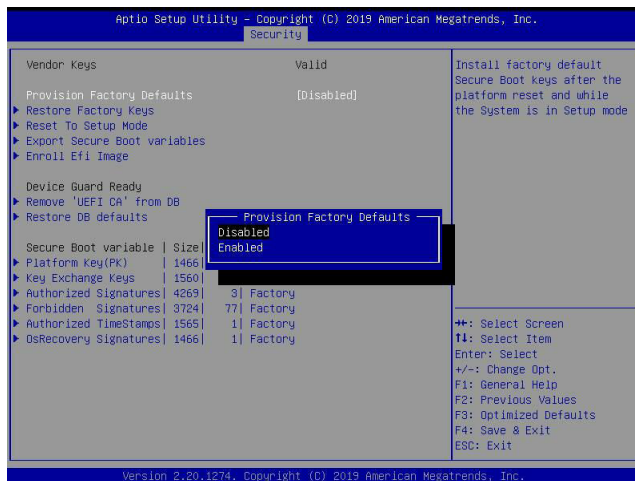 Aptio Setup Utility – Copyright (C) 2019 American Megatrends, Inc.
Security
Vendor Keys Valid
Provision Factory Defaults [Disabled]
Restore Factory Keys
Reset To Setup Mode
Export Secure Boot variables
Enroll Efi Image
Device Guard Ready
Remove 'UEFI CA' from DB
Restore DB defaults
Secure Boot variable | Size|
Platform Key(PK) | 1466|
Key Exchange Keys | 1560|
Authorized Signatures| 4269| 3| Factory
Forbidden Signatures| 3724| 77| Factory
Authorized TimeStamps| 1565| 1| Factory
OsRecovery Signatures| 1466| 1| Factory
Provision Factory Defaults
Disabled
Enabled
Install factory default
Secure Boot keys after the
platform reset and while
the System is in Setup mode
→←: Select Screen
↑↓: Select Item
Enter: Select
+/-: Change Opt.
F1: General Help
F2: Previous Values
F3: Optimized Defaults
F4: Save & Exit
ESC: Exit
Version 2.20.1274. Copyright (C) 2019 American Megatrends, Inc.